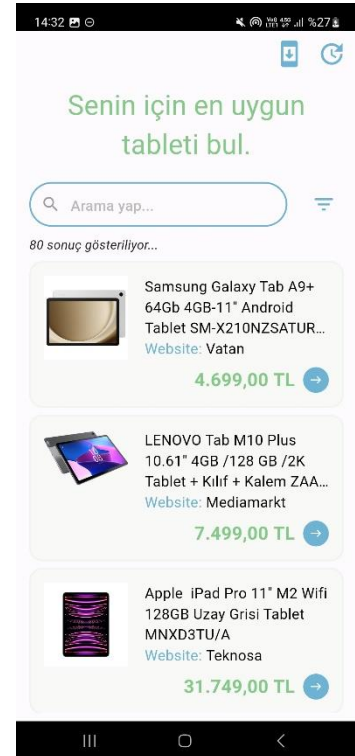 14:32 %27
Senin için en uygun
tableti bul.
Arama yap...
80 sonuç gösteriliyor...
Samsung Galaxy Tab A9+
64Gb 4GB-11" Android
Tablet SM-X210NZSATUR...
Website: Vatan
4.699,00 TL
LENOVO Tab M10 Plus
10.61" 4GB /128 GB /2K
Tablet + Kılıf + Kalem ZAA...
Website: Mediamarkt
7.499,00 TL
Apple iPad Pro 11" M2 Wifi
128GB Uzay Grisi Tablet
MNXD3TU/A
Website: Teknosa
31.749,00 TL